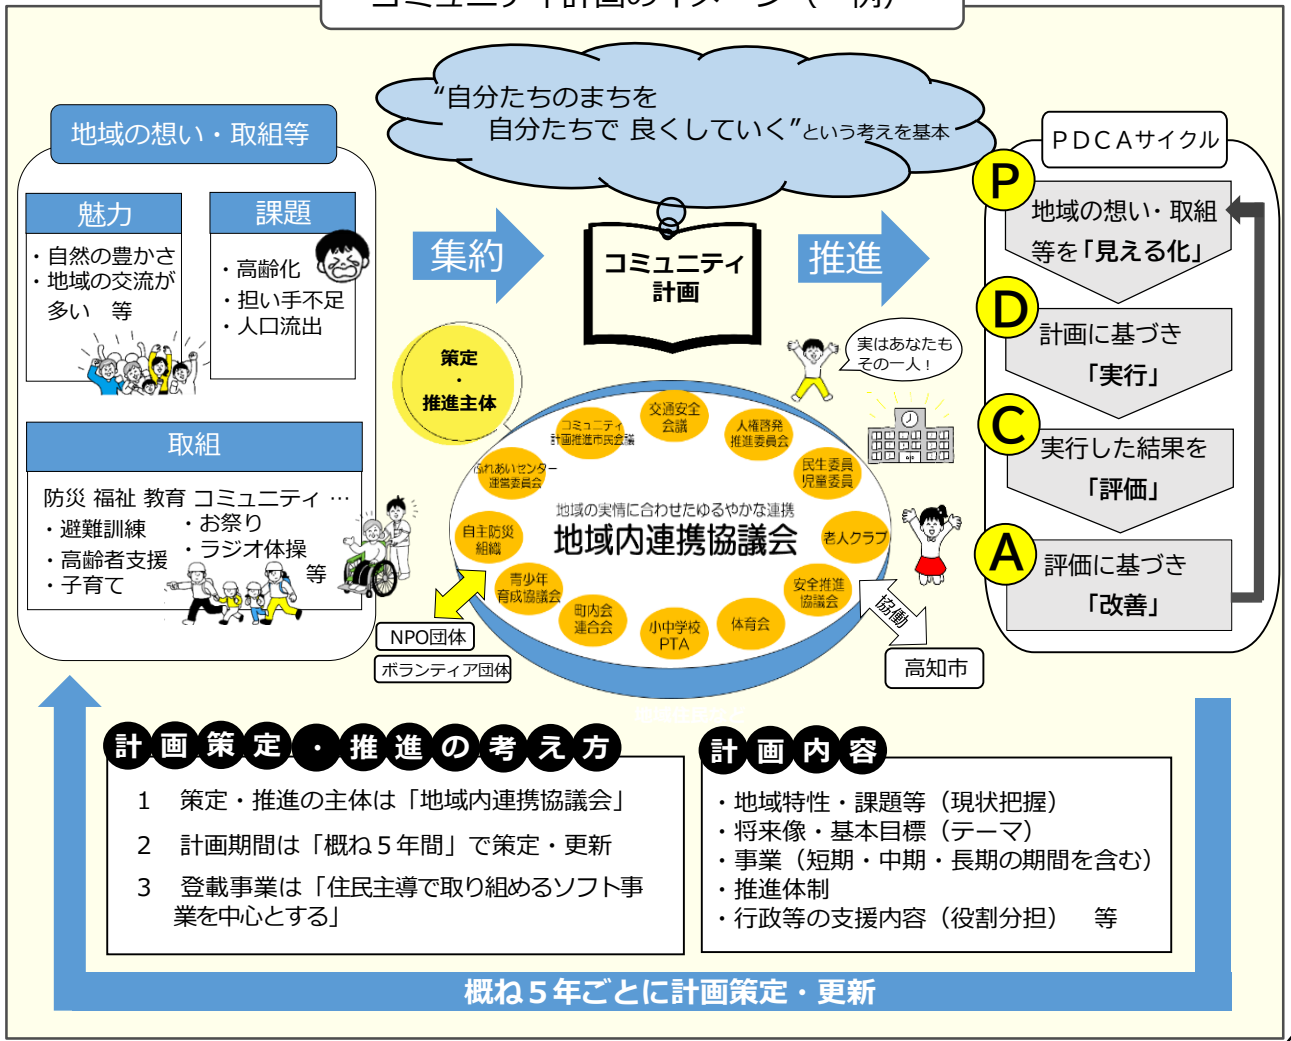 コミュニティ計画のイメージ（一例）
“自分たちのまちを
自分たちで 良くしていく”という考えを基本
地域の想い・取組等
魅力
・自然の豊かさ
・地域の交流が
多い　等
課題
・高齢化
・担い手不足
・人口流出
取組
防災 福祉 教育 コミュニティ …
・避難訓練
・高齢者支援
・子育て
・お祭り
・ラジオ体操
等
集約
コミュニティ
計画
推進
策定
・
推進主体
実はあなたも
その一人！
交通安全
会議
人権啓発
推進委員会
民生委員
児童委員
老人クラブ
安全推進
協議会
体育会
小中学校
PTA
町内会
連合会
青少年
育成協議会
自主防災
組織
ふれあいセンター
運営委員会
コミュニティ
計画推進市民会議
地域の実情に合わせたゆるやかな連携
地域内連携協議会
NPO団体
ボランティア団体
協働
高知市
ＰＤＣＡサイクル
P
地域の想い・取組
等を「見える化」
D
計画に基づき
「実行」
C
実行した結果を
「評価」
A
評価に基づき
「改善」
計画策定・推進の考え方
1　策定・推進の主体は「地域内連携協議会」
2　計画期間は「概ね５年間」で策定・更新
3　登載事業は「住民主導で取り組めるソフト事
業を中心とする」
計画内容
・地域特性・課題等（現状把握）
・将来像・基本目標（テーマ）
・事業（短期・中期・長期の期間を含む）
・推進体制
・行政等の支援内容（役割分担）　等
概ね５年ごとに計画策定・更新